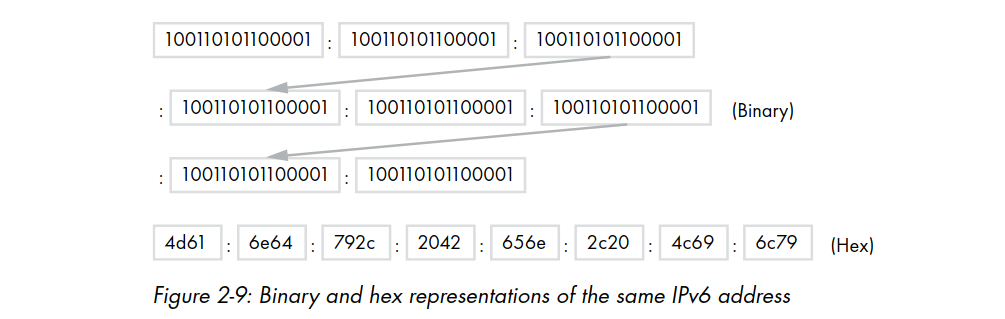 100110101100001 : 100110101100001 : 100110101100001
: 100110101100001 : 100110101100001 : 100110101100001 (Binary)
: 100110101100001 : 100110101100001
4d61 : 6e64 : 792c : 2042 : 656e : 2c20 : 4c69 : 6c79 (Hex)
Figure 2-9: Binary and hex representations of the same IPv6 address